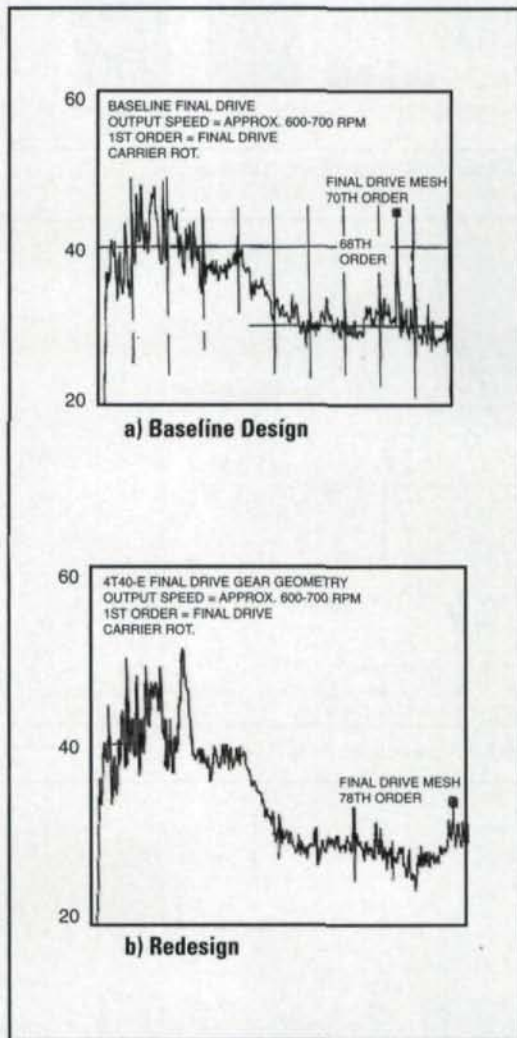 60
BASELINE FINAL DRIVE
OUTPUT SPEED = APPROX. 600-700 RPM
1ST ORDER = FINAL DRIVE
CARRIER ROT.
FINAL DRIVE MESH
70TH ORDER
40
68TH
ORDER
20
a) Baseline Design
60
4T40-E FINAL DRIVE GEAR GEOMETRY
OUTPUT SPEED = APPROX. 600-700 RPM
1ST ORDER = FINAL DRIVE
CARRIER ROT.
40
FINAL DRIVE MESH
78TH ORDER
20
b) Redesign